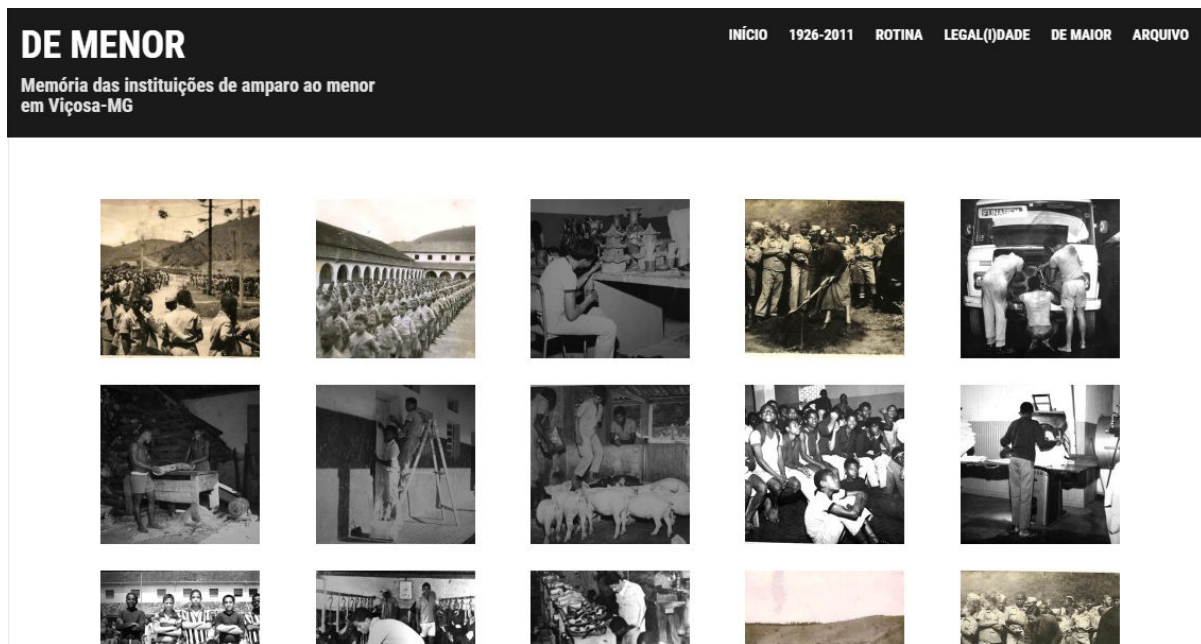 DE MENOR
Memória das instituições de amparo ao menor
em Viçosa-MG
INÍCIO 1926-2011 ROTINA LEGAL(I)DADE DE MAIOR ARQUIVO
FUNABEM